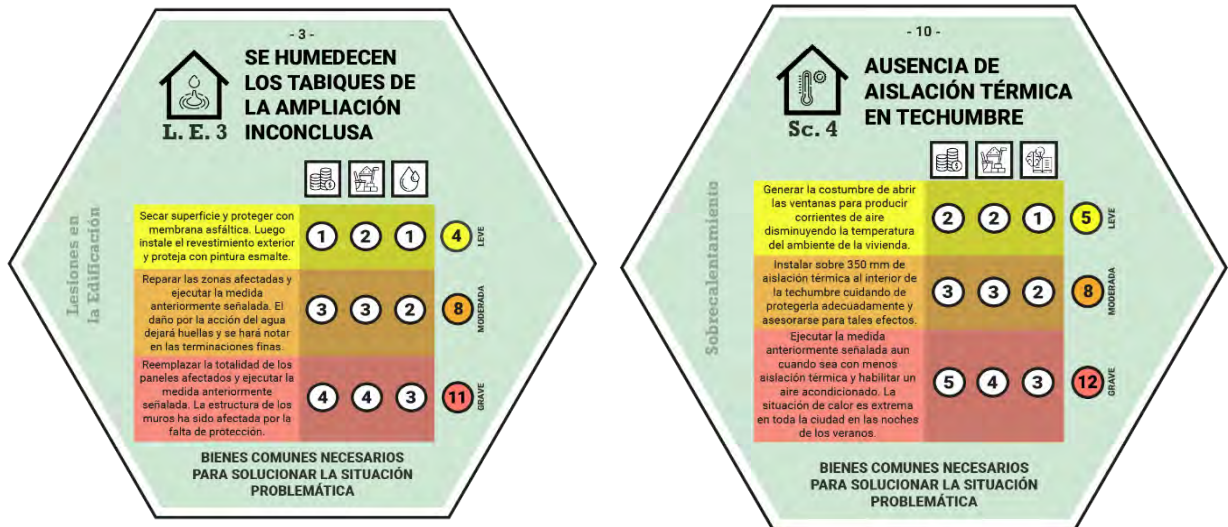 - 3 -
SE HUMEDECEN
LOS TABIQUES DE
LA AMPLIACIÓN
INCONCLUSA
L. E. 3
Lesiones en
la Edificación
Secar superficie y proteger con
membrana asfáltica. Luego
instale el revestimiento exterior
y proteja con pintura esmalte.
1 2 1 4 LEVE
Reparar las zonas afectadas y
ejecutar la medida
anteriormente señalada. El
daño por la acción del agua
dejará huellas y se hará notar
en las terminaciones finas.
3 3 2 8 MODERADA
Reemplazar la totalidad de los
paneles afectados y ejecutar la
medida anteriormente
señalada. La estructura de los
muros ha sido afectada por la
falta de protección.
4 4 3 11 GRAVE
BIENES COMUNES NECESARIOS
PARA SOLUCIONAR LA SITUACIÓN
PROBLEMÁTICA
- 10 -
AUSENCIA DE
AISLACIÓN TÉRMICA
EN TECHUMBRE
Sc. 4
Sobrecalentamiento
Generar la costumbre de abrir
las ventanas para producir
corrientes de aire
disminuyendo la temperatura
del ambiente de la vivienda.
2 2 1 5 LEVE
Instalar sobre 350 mm de
aislación térmica al interior de
la techumbre cuidando de
protegerla adecuadamente y
asesorarse para tales efectos.
3 3 2 8 MODERADA
Ejecutar la medida
anteriormente señalada aun
cuando sea con menos
aislación térmica y habilitar un
aire acondicionado. La
situación de calor es extrema
en toda la ciudad en las noches
de los veranos.
5 4 3 12 GRAVE
BIENES COMUNES NECESARIOS
PARA SOLUCIONAR LA SITUACIÓN
PROBLEMÁTICA